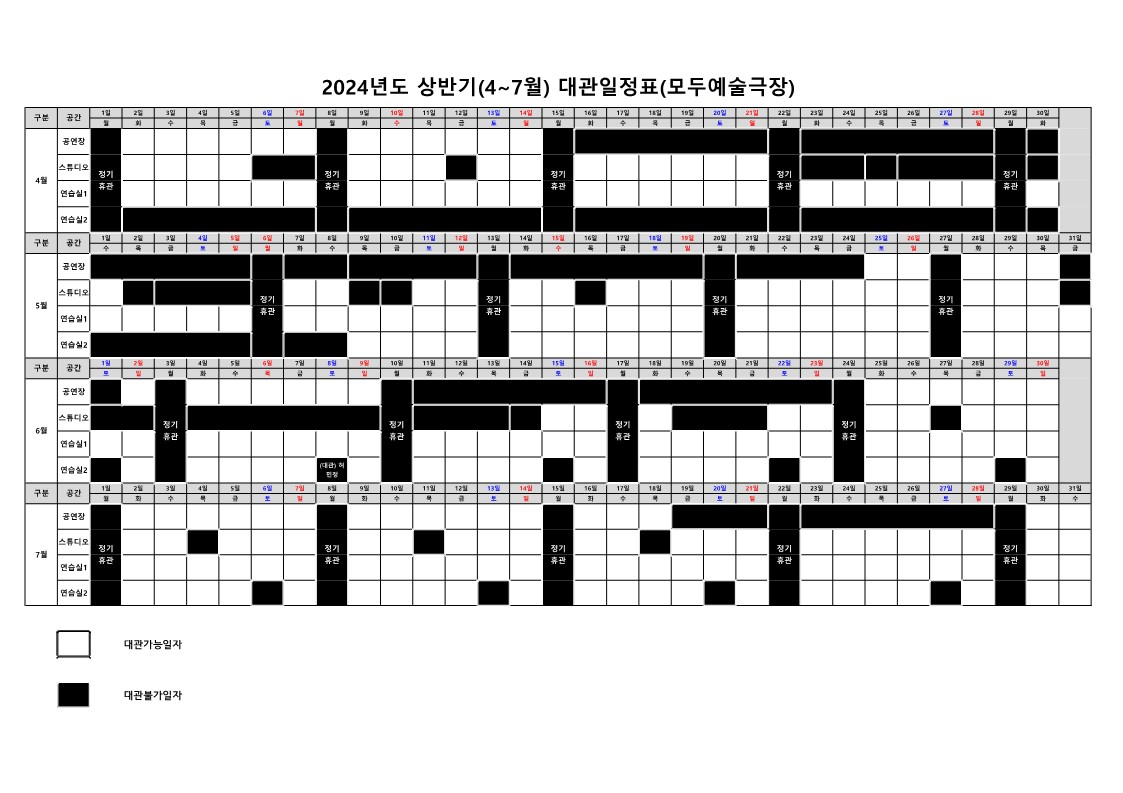 2024년도 상반기(4~7월) 대관일정표(모두예술극장)
구분 공간 1일 2일 3일 4일 5일 6일 7일 8일 9일 10일 11일 12일 13일 14일 15일 16일 17일 18일 19일 20일 21일 22일 23일 24일 25일 26일 27일 28일 29일 30일
월 화 수 목 금 토 일 월 화 수 목 금 토 일 월 화 수 목 금 토 일 월 화 수 목 금 토 일 월 화
4월
공연장
스튜디오
연습실1
연습실2
정기 휴관 정기 휴관 정기 휴관 정기 휴관 정기 휴관
구분 공간 1일 2일 3일 4일 5일 6일 7일 8일 9일 10일 11일 12일 13일 14일 15일 16일 17일 18일 19일 20일 21일 22일 23일 24일 25일 26일 27일 28일 29일 30일 31일
수 목 금 토 일 월 화 수 목 금 토 일 월 화 수 목 금 토 일 월 화 수 목 금 토 일 월 화 수 목 금
5월
공연장
스튜디오
연습실1
연습실2
정기 휴관 정기 휴관 정기 휴관 정기 휴관
구분 공간 1일 2일 3일 4일 5일 6일 7일 8일 9일 10일 11일 12일 13일 14일 15일 16일 17일 18일 19일 20일 21일 22일 23일 24일 25일 26일 27일 28일 29일 30일
토 일 월 화 수 목 금 토 일 월 화 수 목 금 토 일 월 화 수 목 금 토 일 월 화 수 목 금 토 일
6월
공연장
스튜디오
연습실1
연습실2
정기 휴관 정기 휴관 정기 휴관 정기 휴관
(대관) 허
민정
구분 공간 1일 2일 3일 4일 5일 6일 7일 8일 9일 10일 11일 12일 13일 14일 15일 16일 17일 18일 19일 20일 21일 22일 23일 24일 25일 26일 27일 28일 29일 30일 31일
월 화 수 목 금 토 일 월 화 수 목 금 토 일 월 화 수 목 금 토 일 월 화 수 목 금 토 일 월 화 수
7월
공연장
스튜디오
연습실1
연습실2
정기 휴관 정기 휴관 정기 휴관 정기 휴관 정기 휴관
대관가능일자
대관불가일자